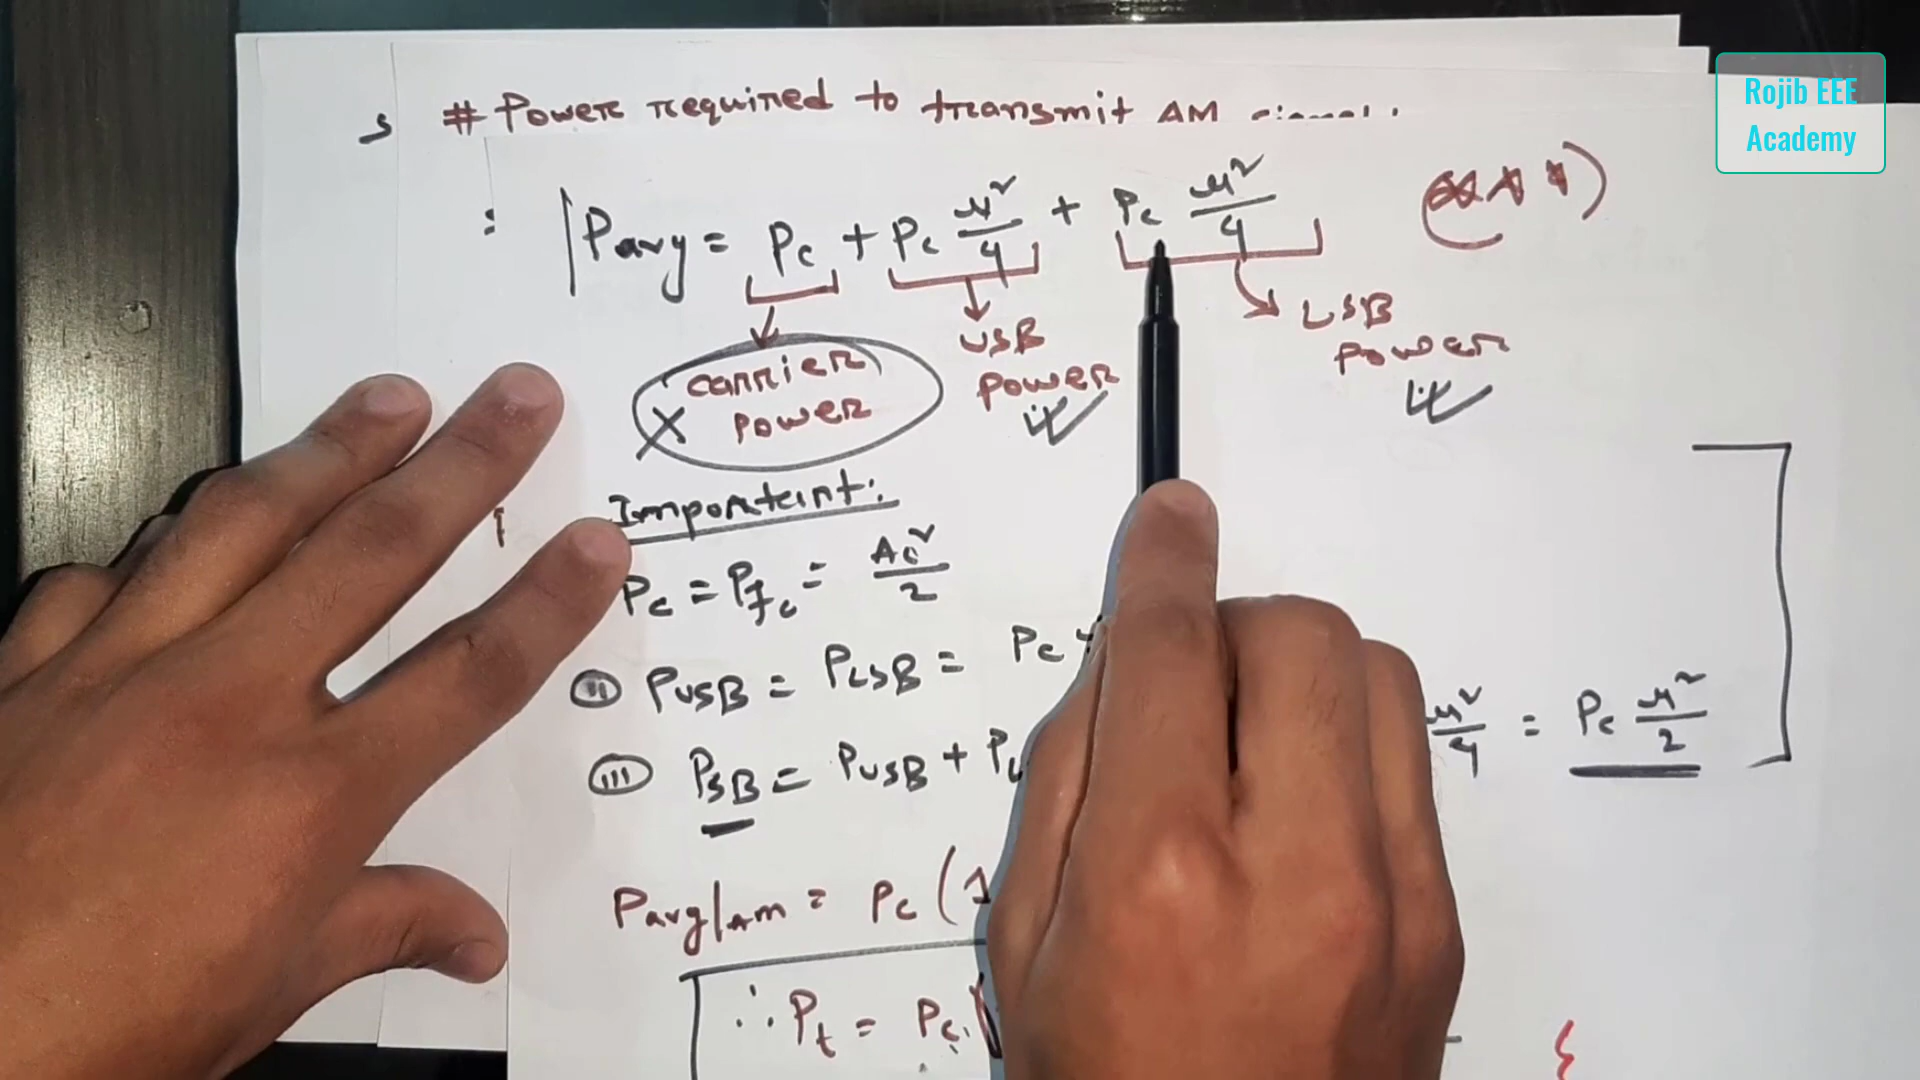 Rojib EEE
Academy
# Power required to transmit AM
: Pavg = Pc + Pc μ²/4 + Pc μ²/4
carrier power
USB power
LSB power
Important:
Pc = Pfc = Ac²/2
(ii) PUSB = PLSB = Pc
(iii) PSB = PUSB + PL μ²/4 = Pc μ²/2
Pavg/AM = Pc (1
∴ Pt = Pc